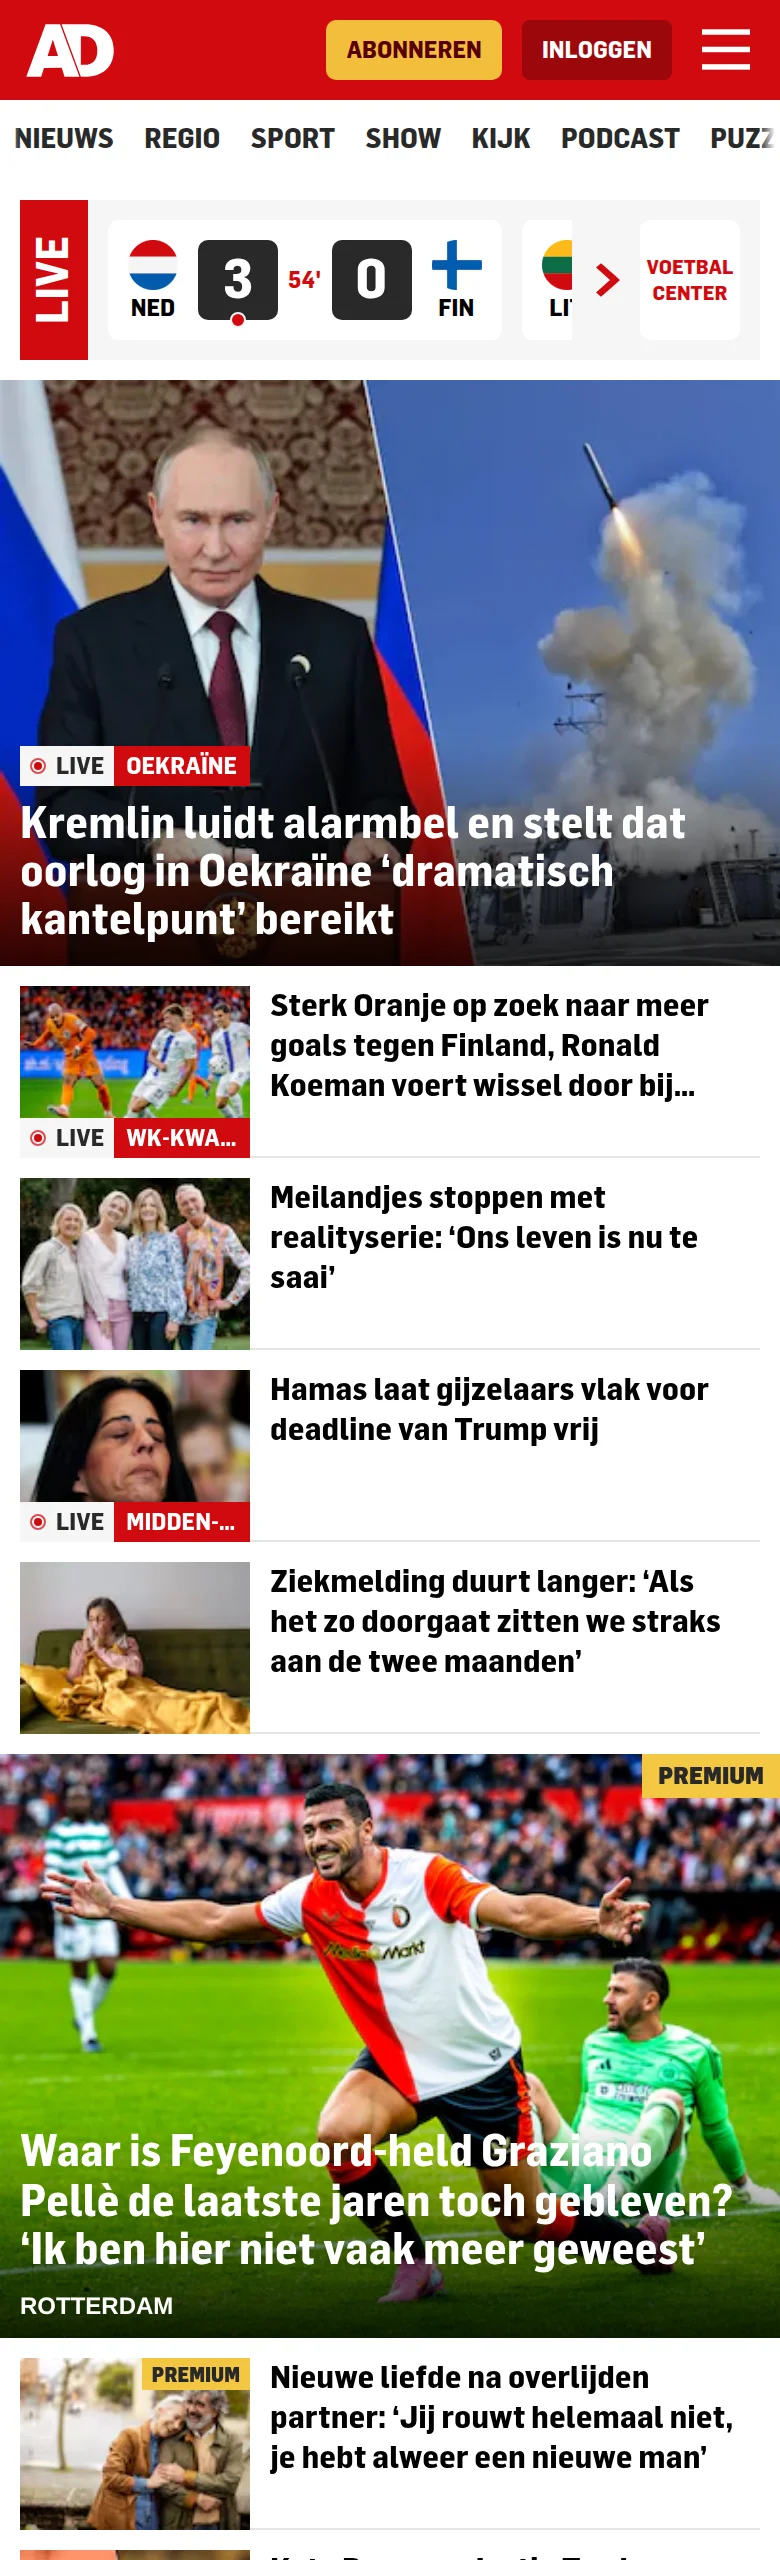 AD
ABONNEREN
INLOGGEN
NIEUWS REGIO SPORT SHOW KIJK PODCAST PUZZ
LIVE
NED
3
54'
0
FIN
LIT
VOETBAL
CENTER
LIVE OEKRAÏNE
Kremlin luidt alarmbel en stelt dat
oorlog in Oekraïne ‘dramatisch
kantelpunt’ bereikt
Sterk Oranje op zoek naar meer
goals tegen Finland, Ronald
Koeman voert wissel door bij...
LIVE WK-KWA...
Meilandjes stoppen met
realityserie: ‘Ons leven is nu te
saai’
Hamas laat gijzelaars vlak voor
deadline van Trump vrij
LIVE MIDDEN-...
Ziekmelding duurt langer: ‘Als
het zo doorgaat zitten we straks
aan de twee maanden’
PREMIUM
MediaMarkt
Waar is Feyenoord-held Graziano
Pellè de laatste jaren toch gebleven?
‘Ik ben hier niet vaak meer geweest’
ROTTERDAM
PREMIUM
Nieuwe liefde na overlijden
partner: ‘Jij rouwt helemaal niet,
je hebt alweer een nieuwe man’